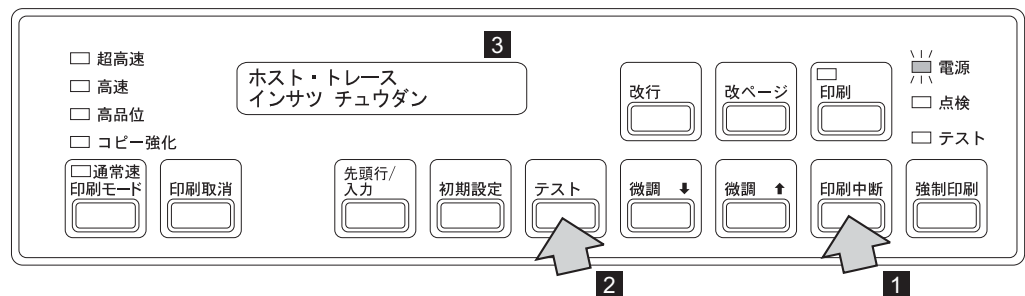 3
超高速
高速
高品位
コピー強化
ホスト・トレース
インサツ チュウダン
改行
改ページ
印刷
電源
点検
テスト
通常速
印刷モード
印刷取消
先頭行/
入力
初期設定
テスト
微調 ⬇
微調 ⬆
印刷中断
強制印刷
2
1